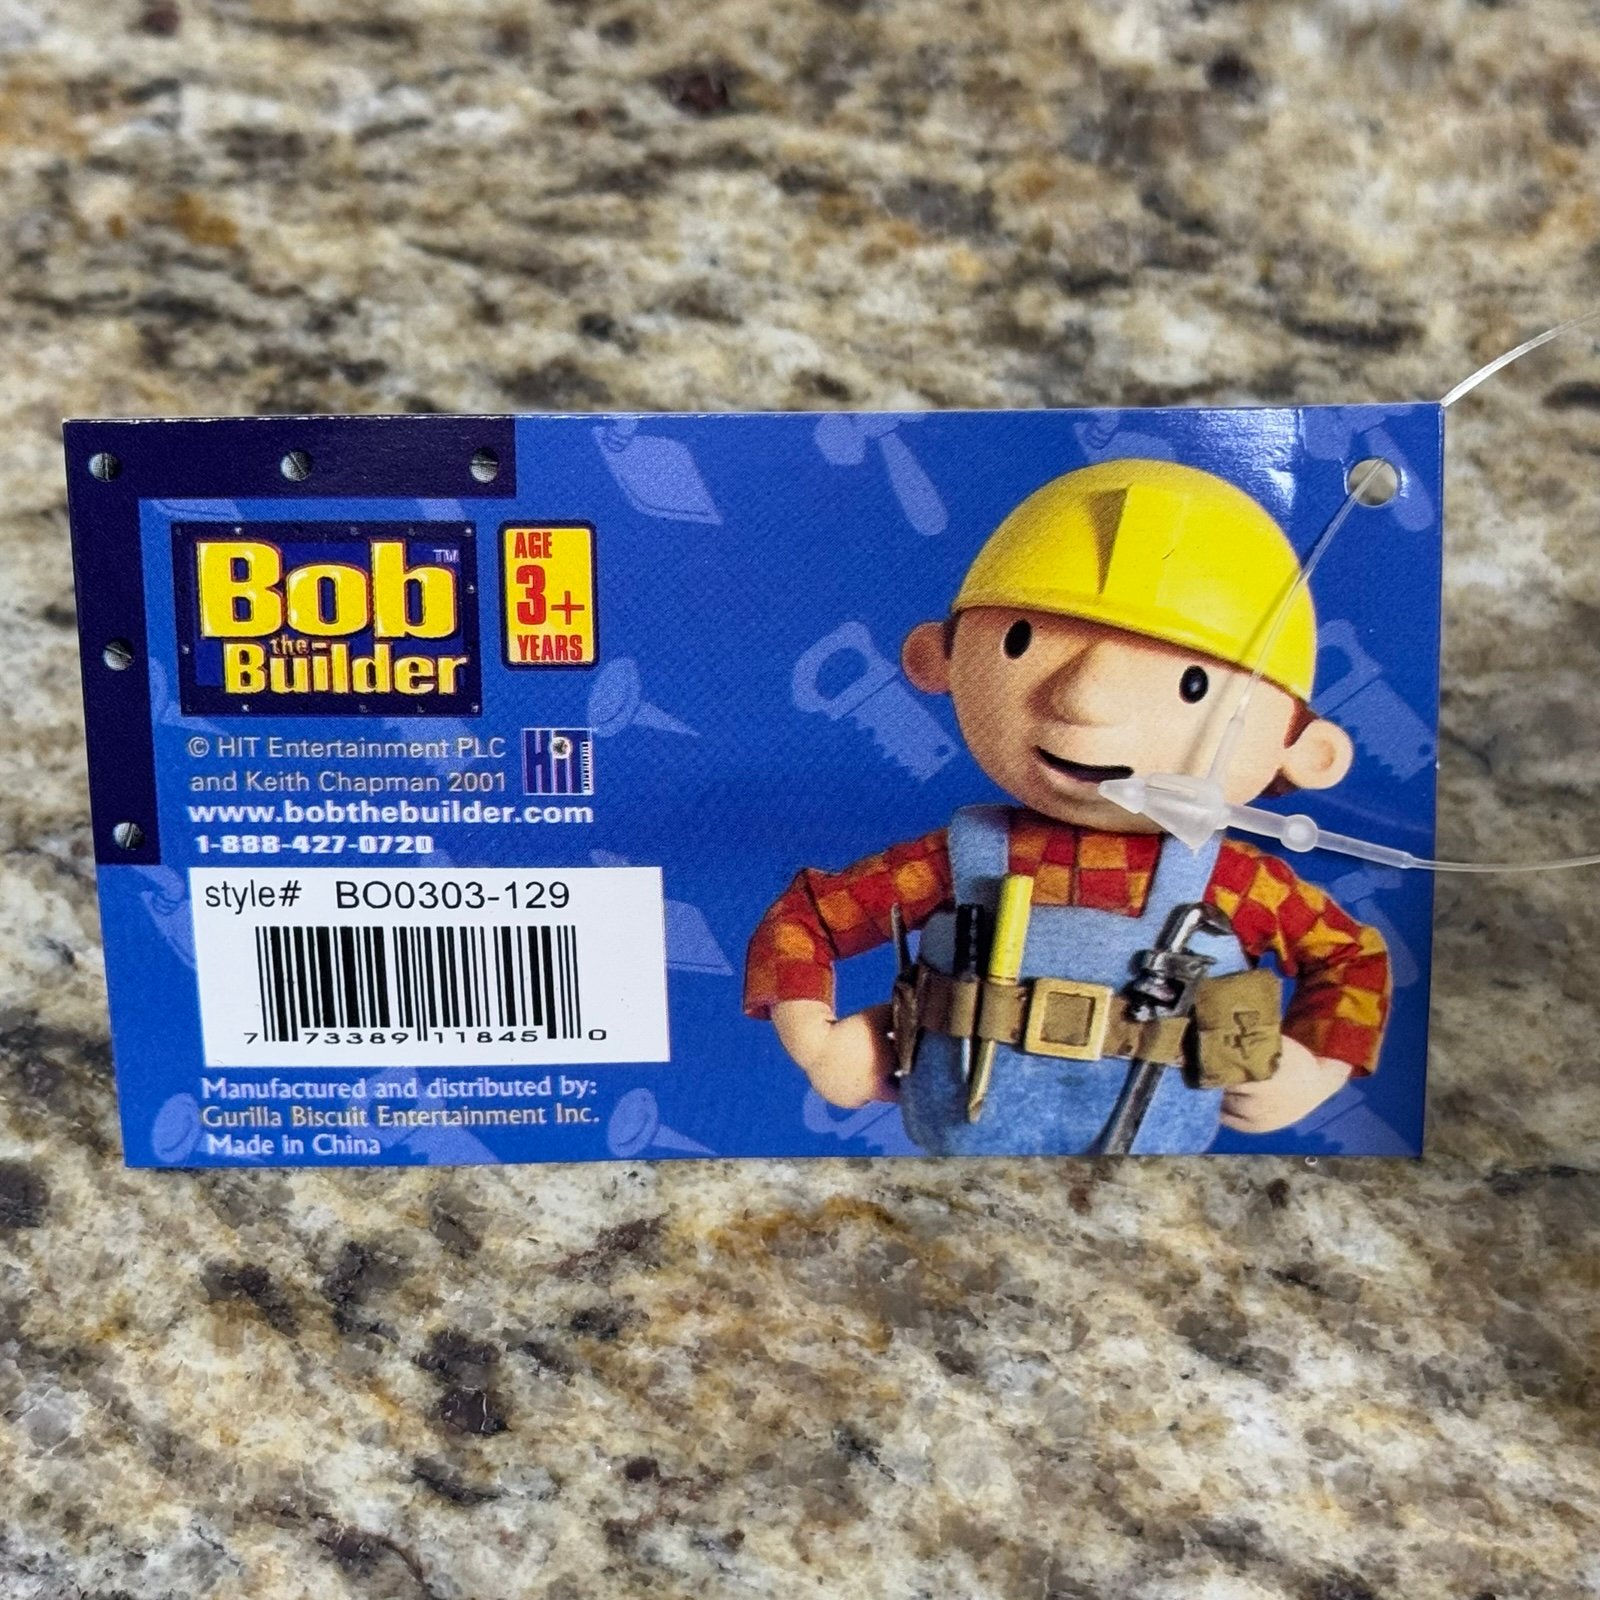 Bob™
the
Builder
AGE
3+
YEARS
© HIT Entertainment PLC
and Keith Chapman 2001
HiT
www.bobthebuilder.com
1-888-427-0720
style# BO0303-129
7 73389 11845 0
Manufactured and distributed by:
Gurilla Biscuit Entertainment Inc.
Made in China